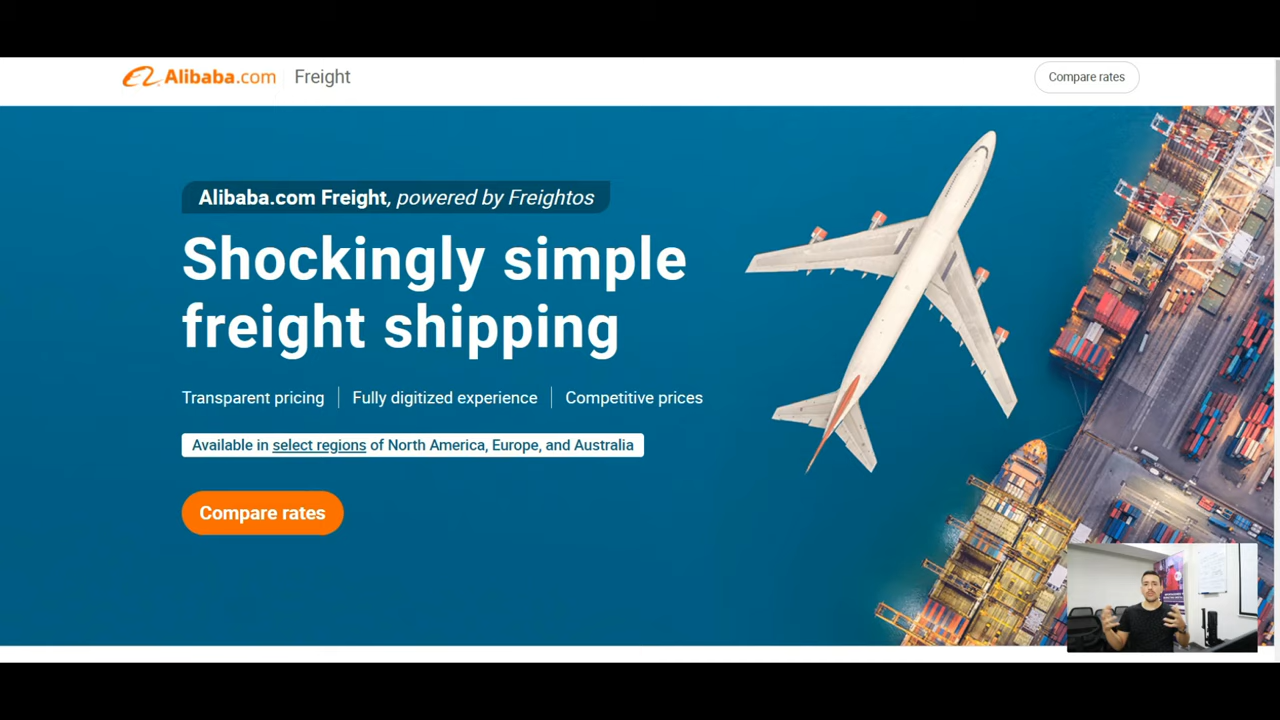 Alibaba.com Freight
Compare rates
Alibaba.com Freight, powered by Freightos
Shockingly simple
freight shipping
Transparent pricing
Fully digitized experience
Competitive prices
Available in select regions of North America, Europe, and Australia
Compare rates